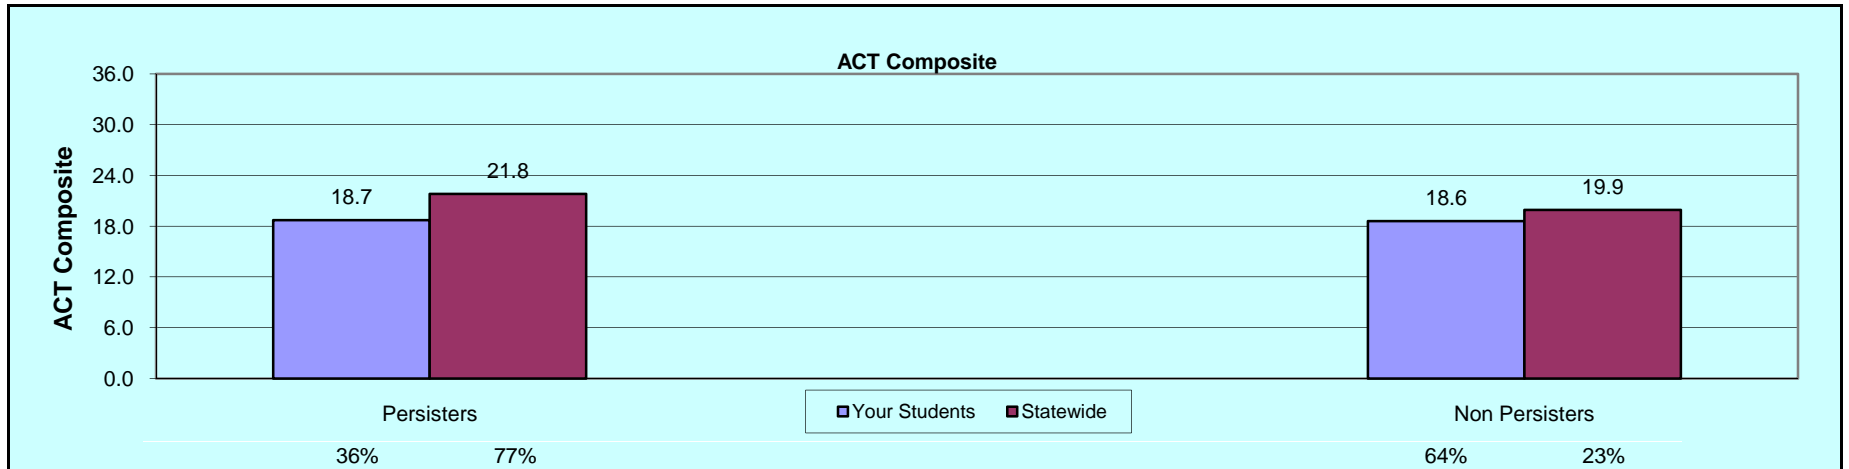 ACT Composite
ACT Composite
36.0
30.0
24.0
18.0
12.0
6.0
0.0
18.7
21.8
18.6
19.9
Persisters
Your Students
Statewide
Non Persisters
36%
77%
64%
23%